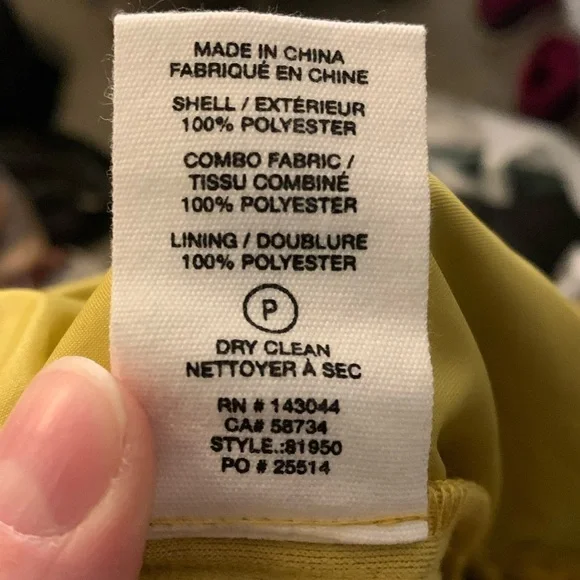 MADE IN CHINA
FABRIQUÉ EN CHINE
SHELL / EXTÉRIEUR
100% POLYESTER
COMBO FABRIC /
TISSU COMBINÉ
100% POLYESTER
LINING / DOUBLURE
100% POLYESTER
P
DRY CLEAN
NETTOYER À SEC
RN # 143044
CA# 58734
STYLE.:81950
PO # 25514